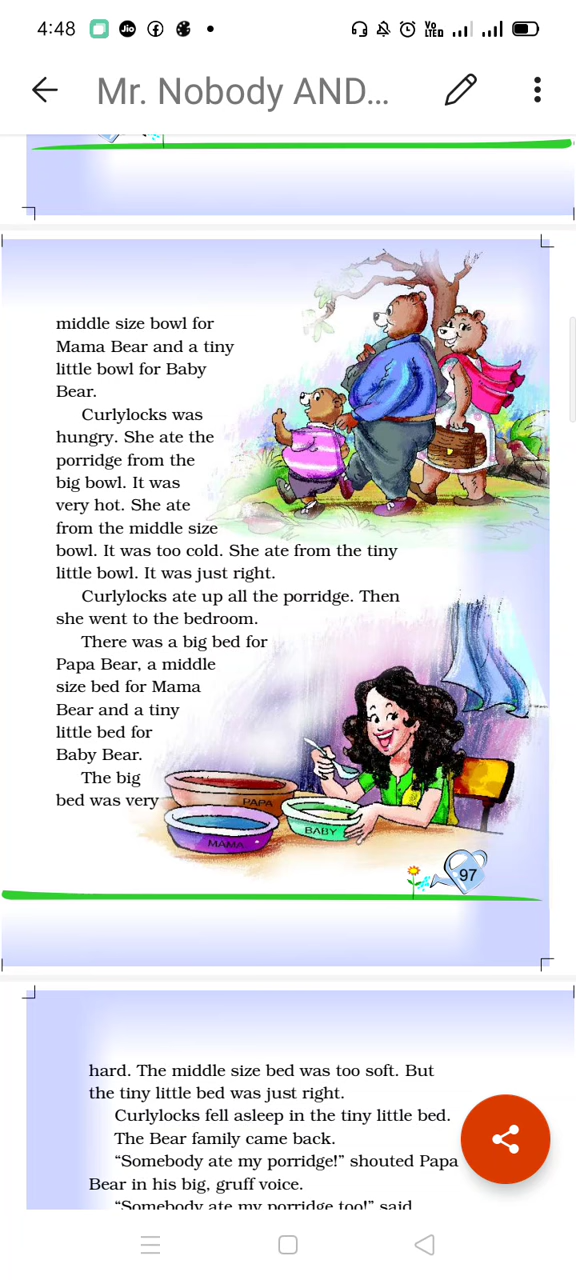 4:48
Jio
Vo
LTED
Mr. Nobody AND...
middle size bowl for
Mama Bear and a tiny
little bowl for Baby
Bear.
Curlylocks was
hungry. She ate the
porridge from the
big bowl. It was
very hot. She ate
from the middle size
bowl. It was too cold. She ate from the tiny
little bowl. It was just right.
Curlylocks ate up all the porridge. Then
she went to the bedroom.
There was a big bed for
Papa Bear, a middle
size bed for Mama
Bear and a tiny
little bed for
Baby Bear.
The big
bed was very
PAPA
BABY
MAMA
97
hard. The middle size bed was too soft. But
the tiny little bed was just right.
Curlylocks fell asleep in the tiny little bed.
The Bear family came back.
“Somebody ate my porridge!” shouted Papa
Bear in his big, gruff voice.
“Somebody ate my porridge too!” said